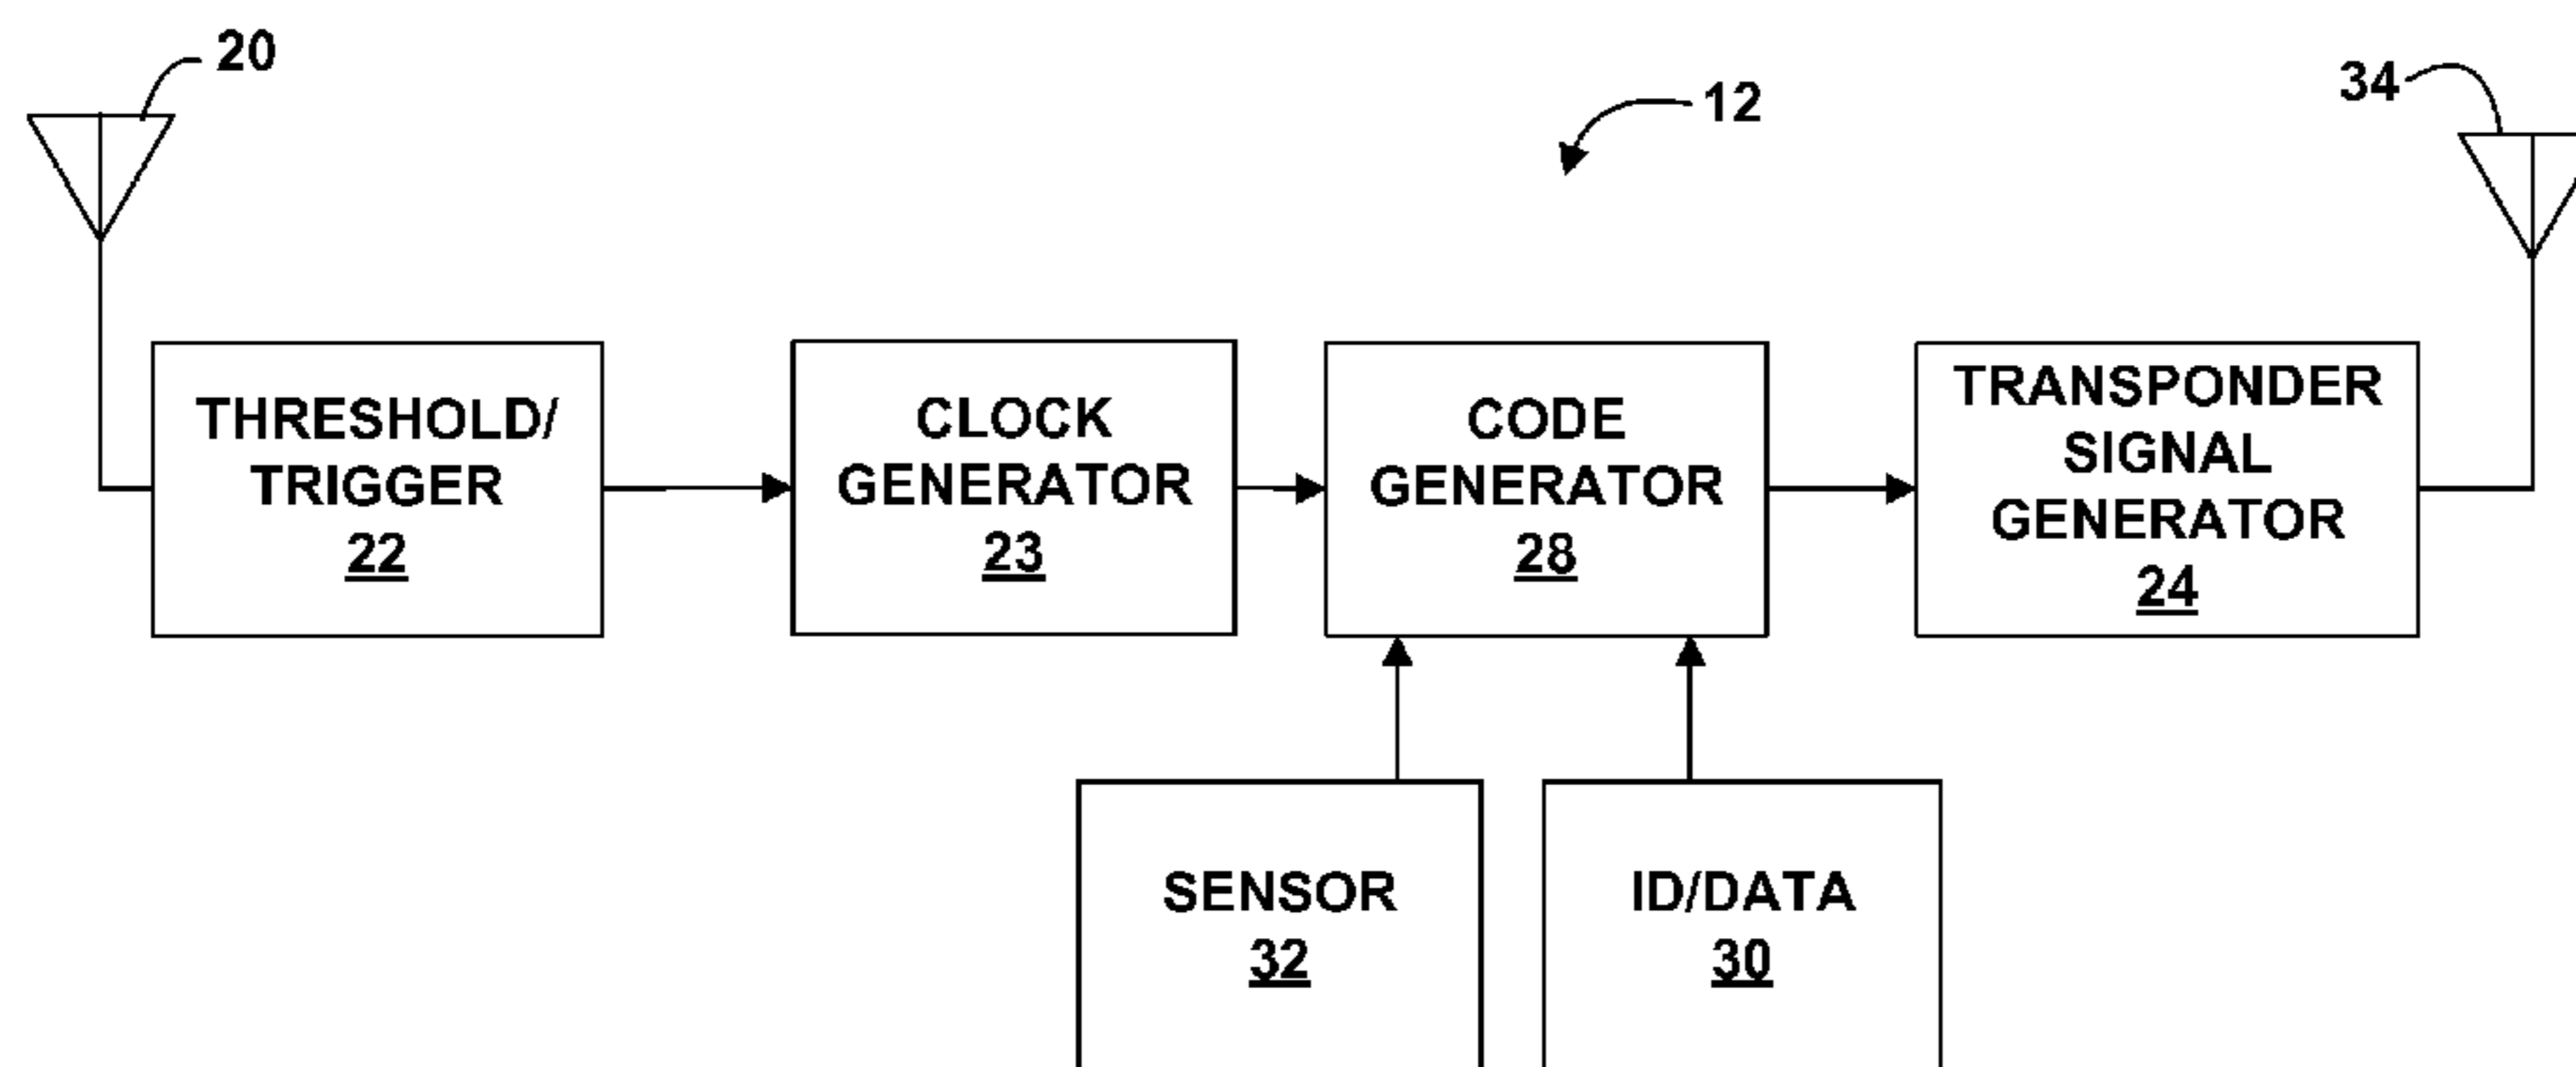 20
12
34
THRESHOLD/
TRIGGER
22
CLOCK
GENERATOR
23
CODE
GENERATOR
28
TRANSPONDER
SIGNAL
GENERATOR
24
SENSOR
32
ID/DATA
30